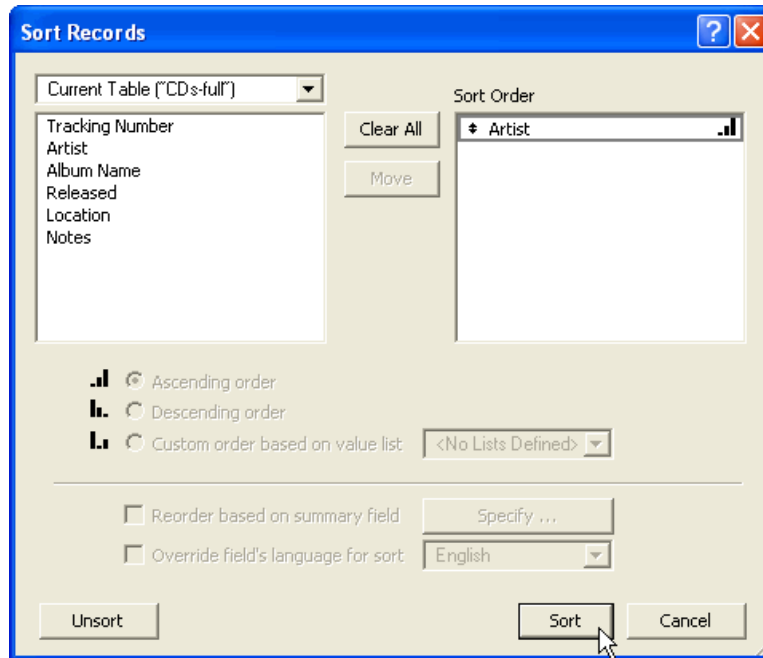 Sort Records
Current Table ("CDs-full")
Tracking Number
Artist
Album Name
Released
Location
Notes
Clear All
Move
Sort Order
Artist
Ascending order
Descending order
Custom order based on value list
<No Lists Defined>
Reorder based on summary field
Specify ...
Override field's language for sort
English
Unsort
Sort
Cancel